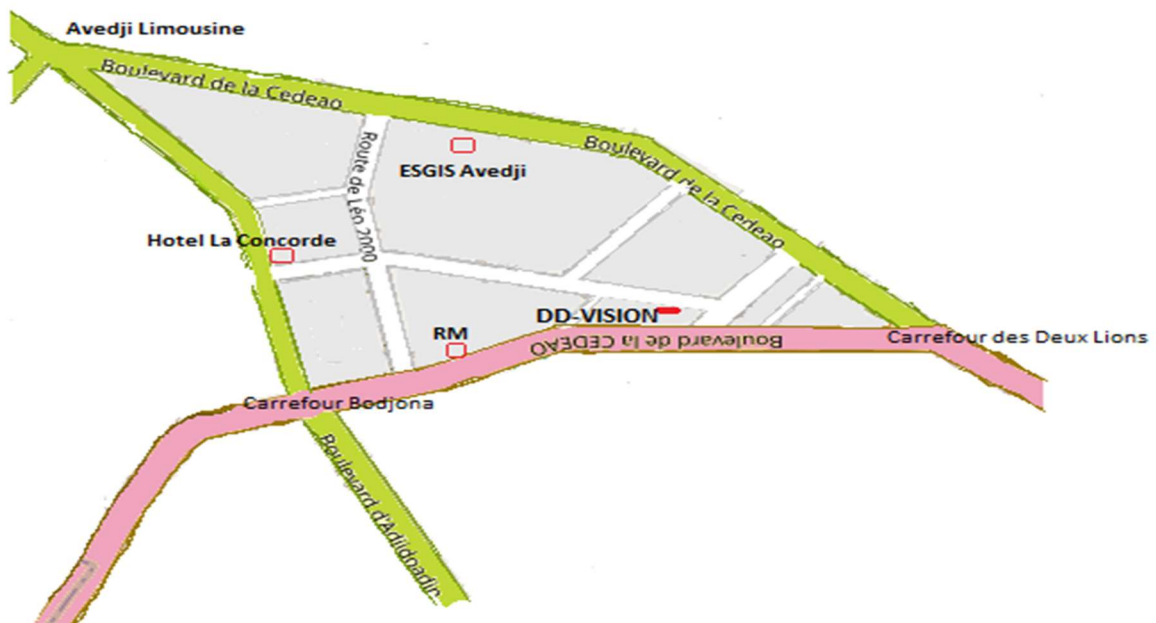 Avedji Limousine
Boulevard de la Cedeao
Boulevard de la Cedeao
Route de Léo 2000
ESGIS Avedji
Hotel La Concorde
DD-VISION
RM
Boulevard de la CEDEAO
Carrefour des Deux Lions
Carrefour Bodjona
Boulevard d'Adidoadin